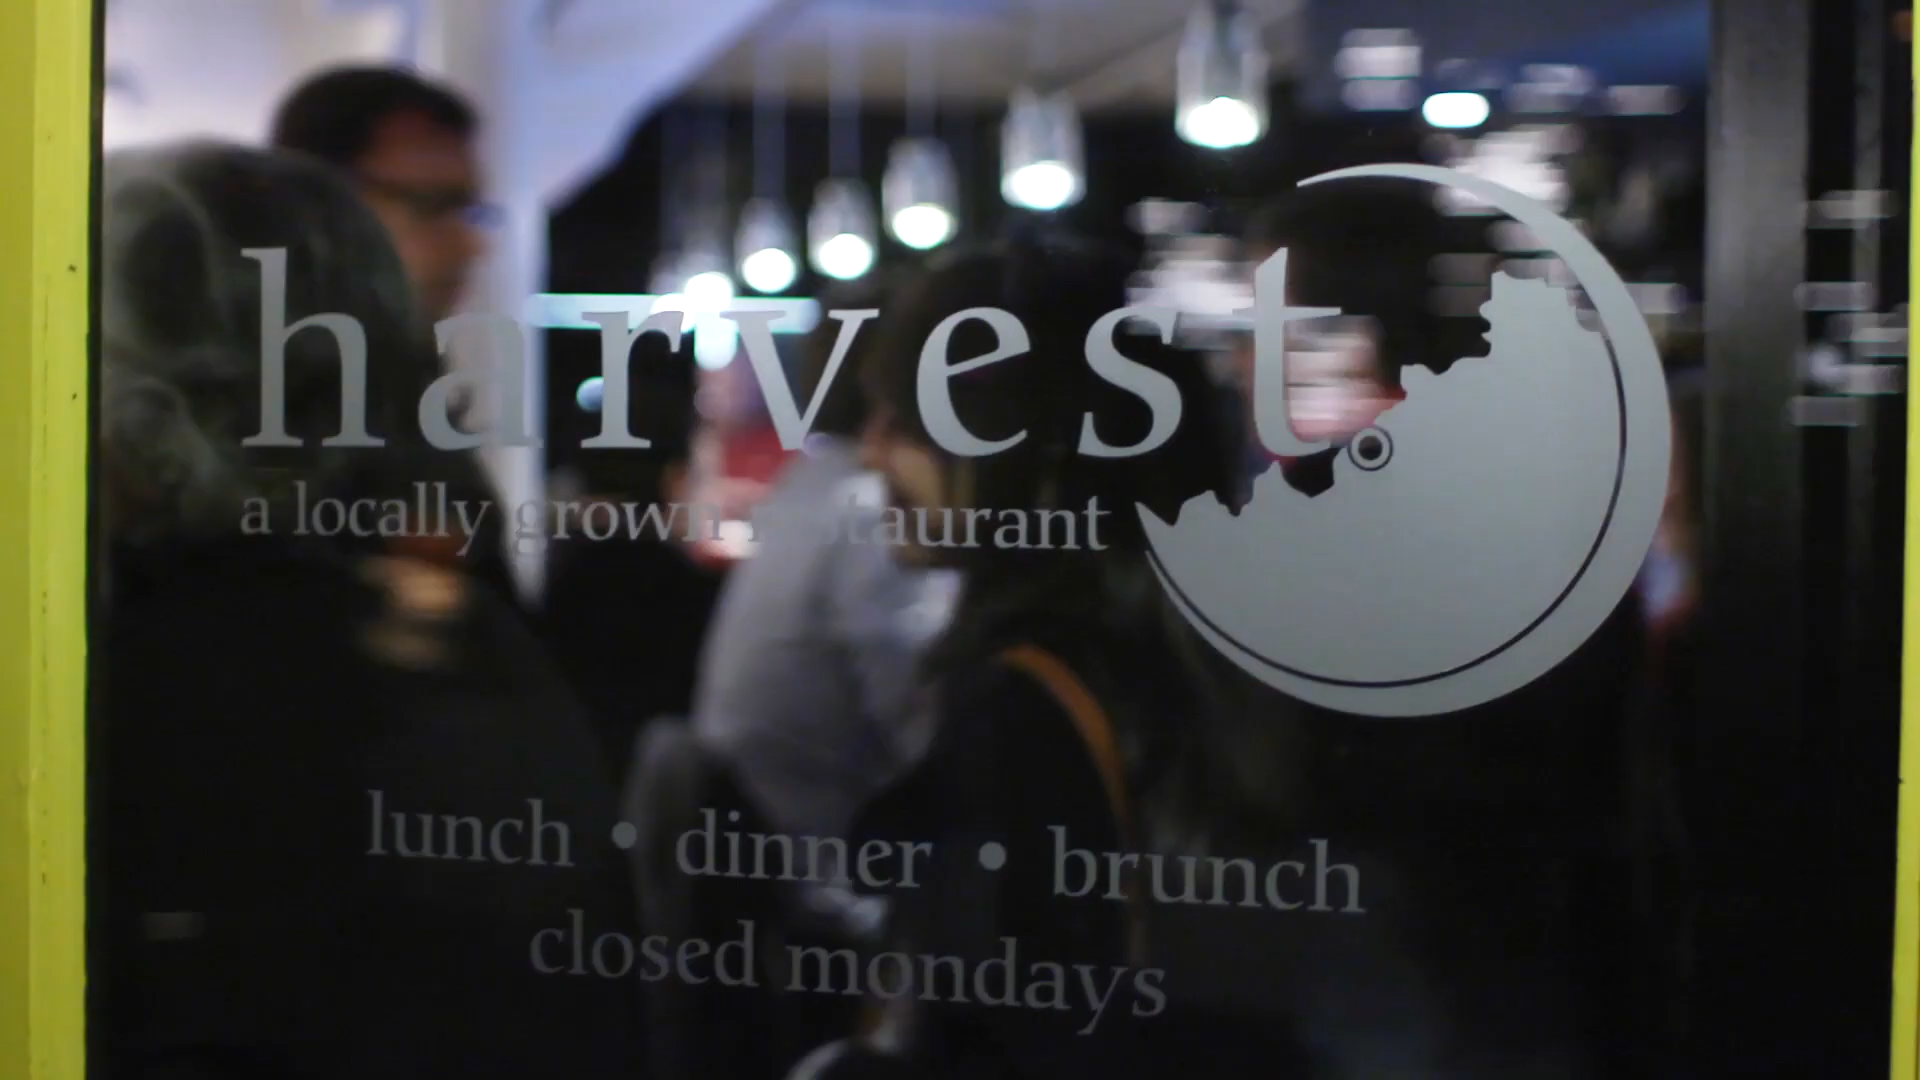 harvest
a locally grown restaurant
lunch • dinner • brunch
closed mondays